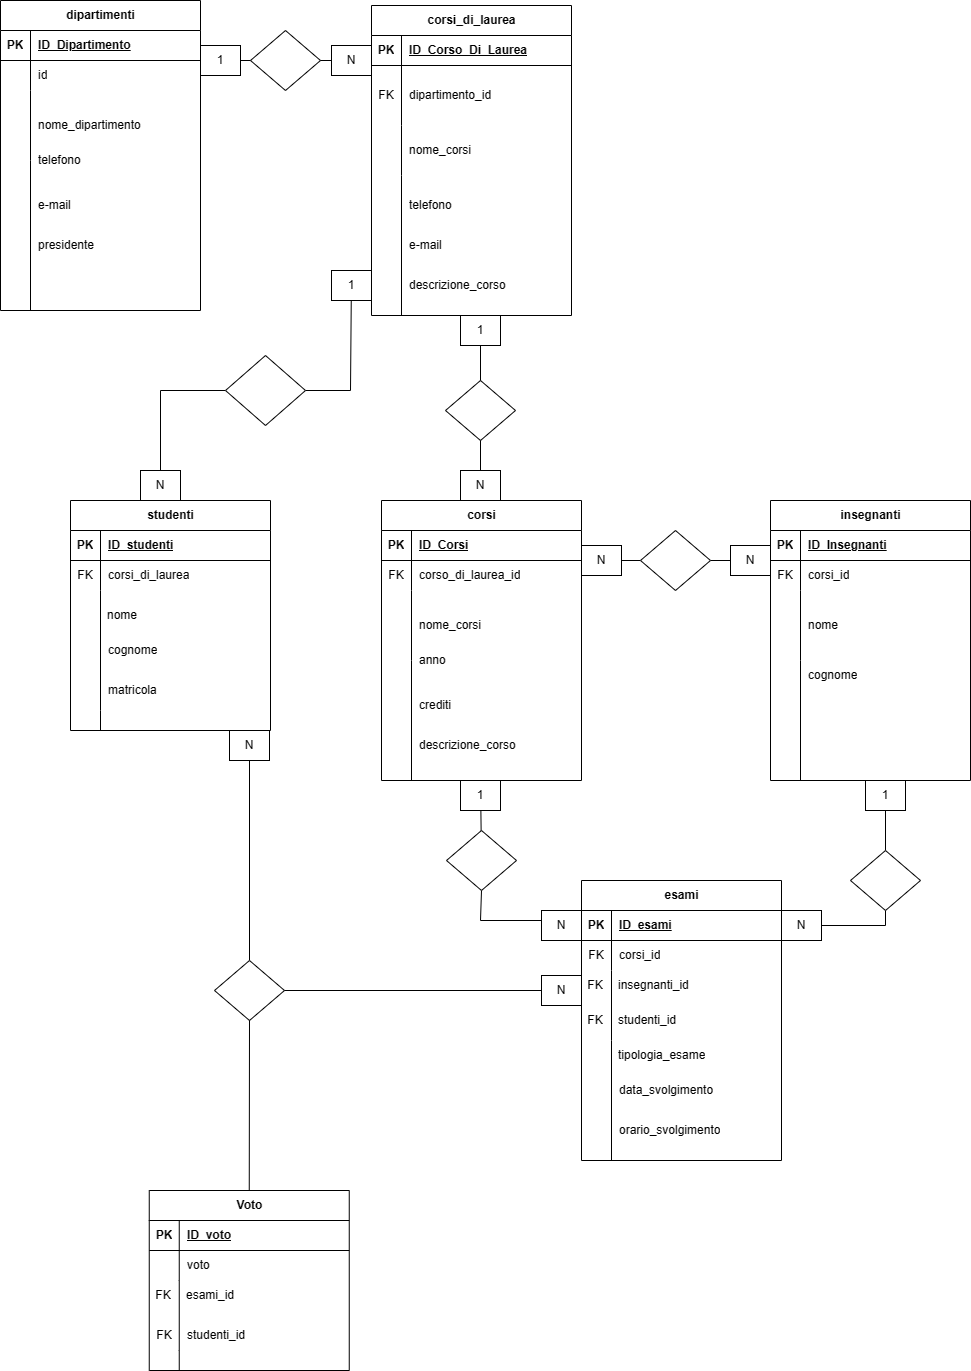 dipartimenti
PK ID_Dipartimento
id
nome_dipartimento
telefono
e-mail
presidente
1
N
corsi_di_laurea
PK ID_Corso_Di_Laurea
FK dipartimento_id
nome_corsi
telefono
e-mail
descrizione_corso
1
1
N
N
studenti
PK ID_studenti
FK corsi_di_laurea
nome
cognome
matricola
N
corsi
PK ID_Corsi
FK corso_di_laurea_id
nome_corsi
anno
crediti
descrizione_corso
N
N
insegnanti
PK ID_Insegnanti
FK corsi_id
nome
cognome
1
1
esami
N
PK ID_esami
N
FK corsi_id
N
FK insegnanti_id
FK studenti_id
tipologia_esame
data_svolgimento
orario_svolgimento
Voto
PK ID_voto
voto
FK esami_id
FK studenti_id